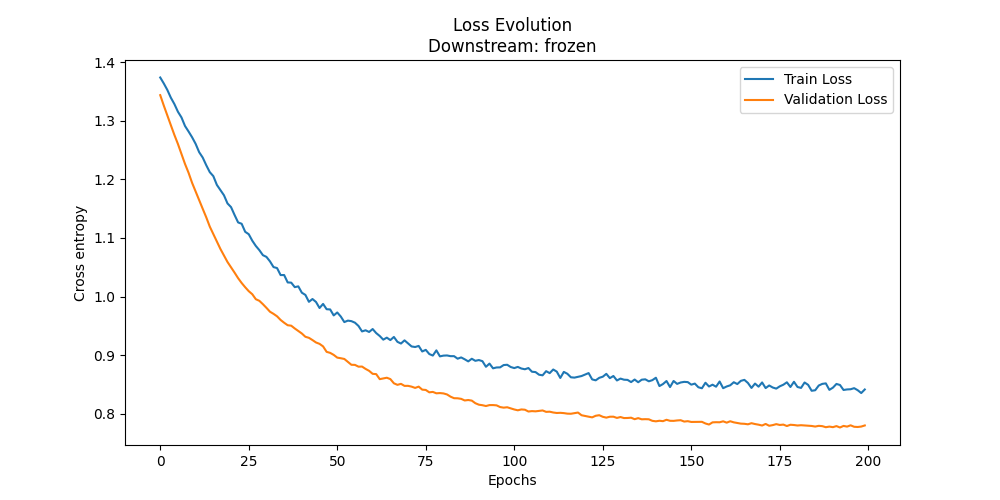 Loss Evolution
Downstream: frozen
Train Loss
Validation Loss
Cross entropy
1.4
1.3
1.2
1.1
1.0
0.9
0.8
0 25 50 75 100 125 150 175 200
Epochs